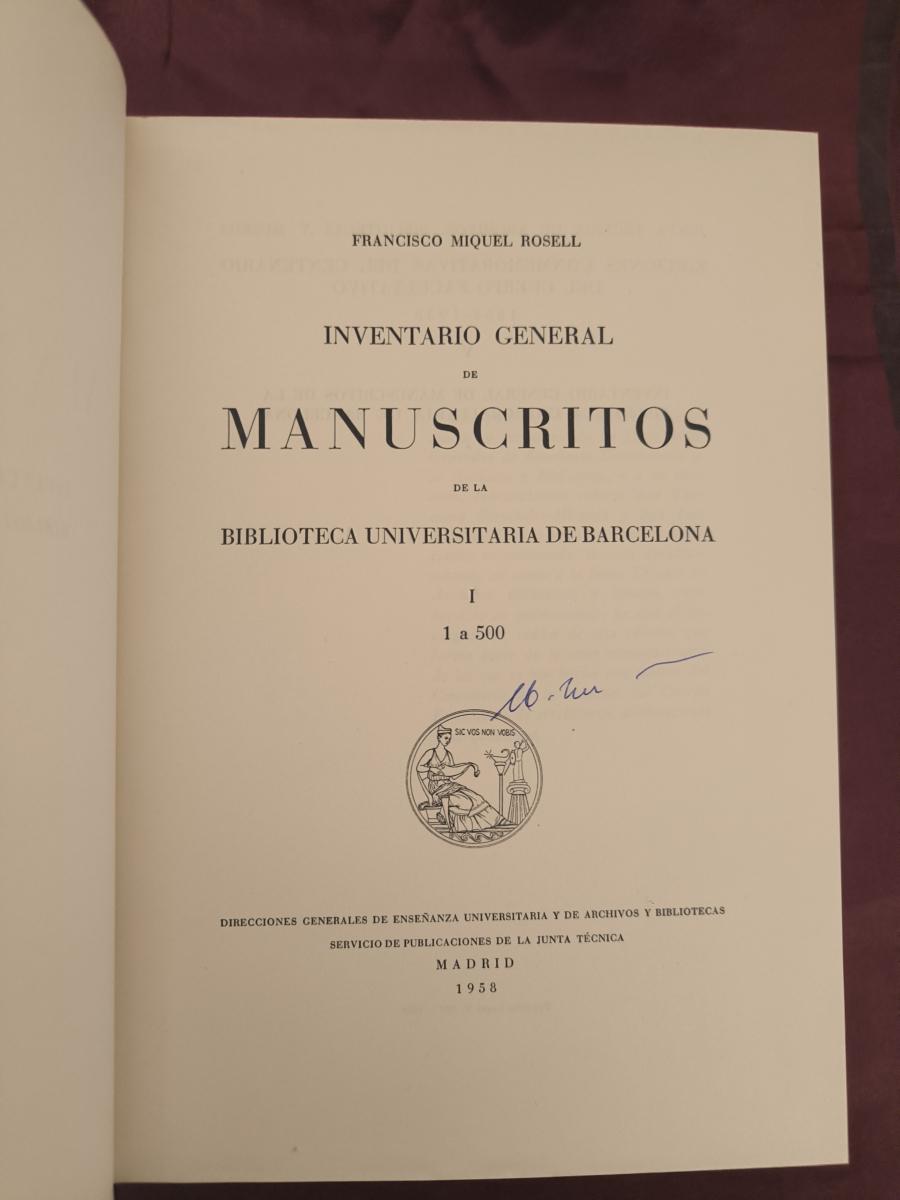 FRANCISCO MIQUEL ROSELL
INVENTARIO GENERAL
DE
MANUSCRITOS
DE LA
BIBLIOTECA UNIVERSITARIA DE BARCELONA
I
1 a 500
SIC VOS NON VOBIS
DIRECCIONES GENERALES DE ENSEÑANZA UNIVERSITARIA Y DE ARCHIVOS Y BIBLIOTECAS
SERVICIO DE PUBLICACIONES DE LA JUNTA TÉCNICA
MADRID
1958